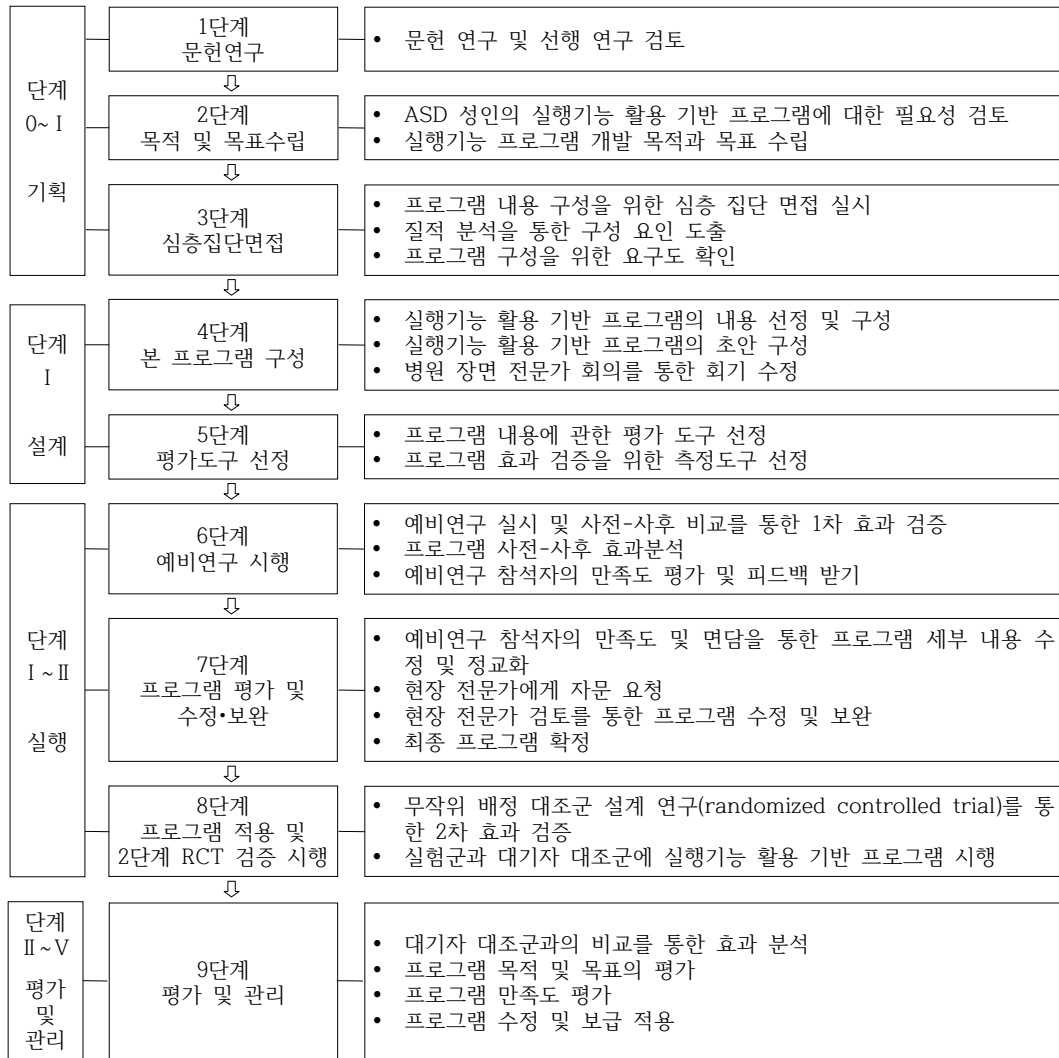 단계
0~Ⅰ
기획
1단계
문헌연구
• 문헌 연구 및 선행 연구 검토
2단계
목적 및 목표수립
• ASD 성인의 실행기능 활용 기반 프로그램에 대한 필요성 검토
• 실행기능 프로그램 개발 목적과 목표 수립
3단계
심층집단면접
• 프로그램 내용 구성을 위한 심층 집단 면접 실시
• 질적 분석을 통한 구성 요인 도출
• 프로그램 구성을 위한 요구도 확인
단계
Ⅰ
설계
4단계
본 프로그램 구성
• 실행기능 활용 기반 프로그램의 내용 선정 및 구성
• 실행기능 활용 기반 프로그램의 초안 구성
• 병원 장면 전문가 회의를 통한 회기 수정
5단계
평가도구 선정
• 프로그램 내용에 관한 평가 도구 선정
• 프로그램 효과 검증을 위한 측정도구 선정
단계
Ⅰ~Ⅱ
실행
6단계
예비연구 시행
• 예비연구 실시 및 사전-사후 비교를 통한 1차 효과 검증
• 프로그램 사전-사후 효과분석
• 예비연구 참석자의 만족도 평가 및 피드백 받기
7단계
프로그램 평가 및
수정•보완
• 예비연구 참석자의 만족도 및 면담을 통한 프로그램 세부 내용 수
정 및 정교화
• 현장 전문가에게 자문 요청
• 현장 전문가 검토를 통한 프로그램 수정 및 보완
• 최종 프로그램 확정
8단계
프로그램 적용 및
2단계 RCT 검증 시행
• 무작위 배정 대조군 설계 연구(randomized controlled trial)를 통
한 2차 효과 검증
• 실험군과 대기자 대조군에 실행기능 활용 기반 프로그램 시행
단계
Ⅱ~Ⅴ
평가
및
관리
9단계
평가 및 관리
• 대기자 대조군과의 비교를 통한 효과 분석
• 프로그램 목적 및 목표의 평가
• 프로그램 만족도 평가
• 프로그램 수정 및 보급 적용